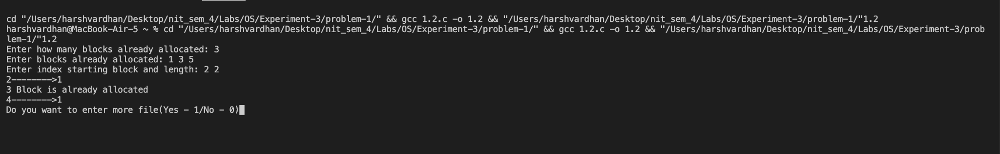 cd "/Users/harshvardhan/Desktop/nit_sem_4/Labs/OS/Experiment-3/problem-1/" && gcc 1.2.c -o 1.2 && "/Users/harshvardhan/Desktop/nit_sem_4/Labs/OS/Experiment-3/problem-1/"1.2
harshvardhan@MacBook-Air-5 ~ % cd "/Users/harshvardhan/Desktop/nit_sem_4/Labs/OS/Experiment-3/problem-1/" && gcc 1.2.c -o 1.2 && "/Users/harshvardhan/Desktop/nit_sem_4/Labs/OS/Experiment-3/prob
lem-1/"1.2
Enter how many blocks already allocated: 3
Enter blocks already allocated: 1 3 5
Enter index starting block and length: 2 2
2-------->1
3 Block is already allocated
4-------->1
Do you want to enter more file(Yes - 1/No - 0)